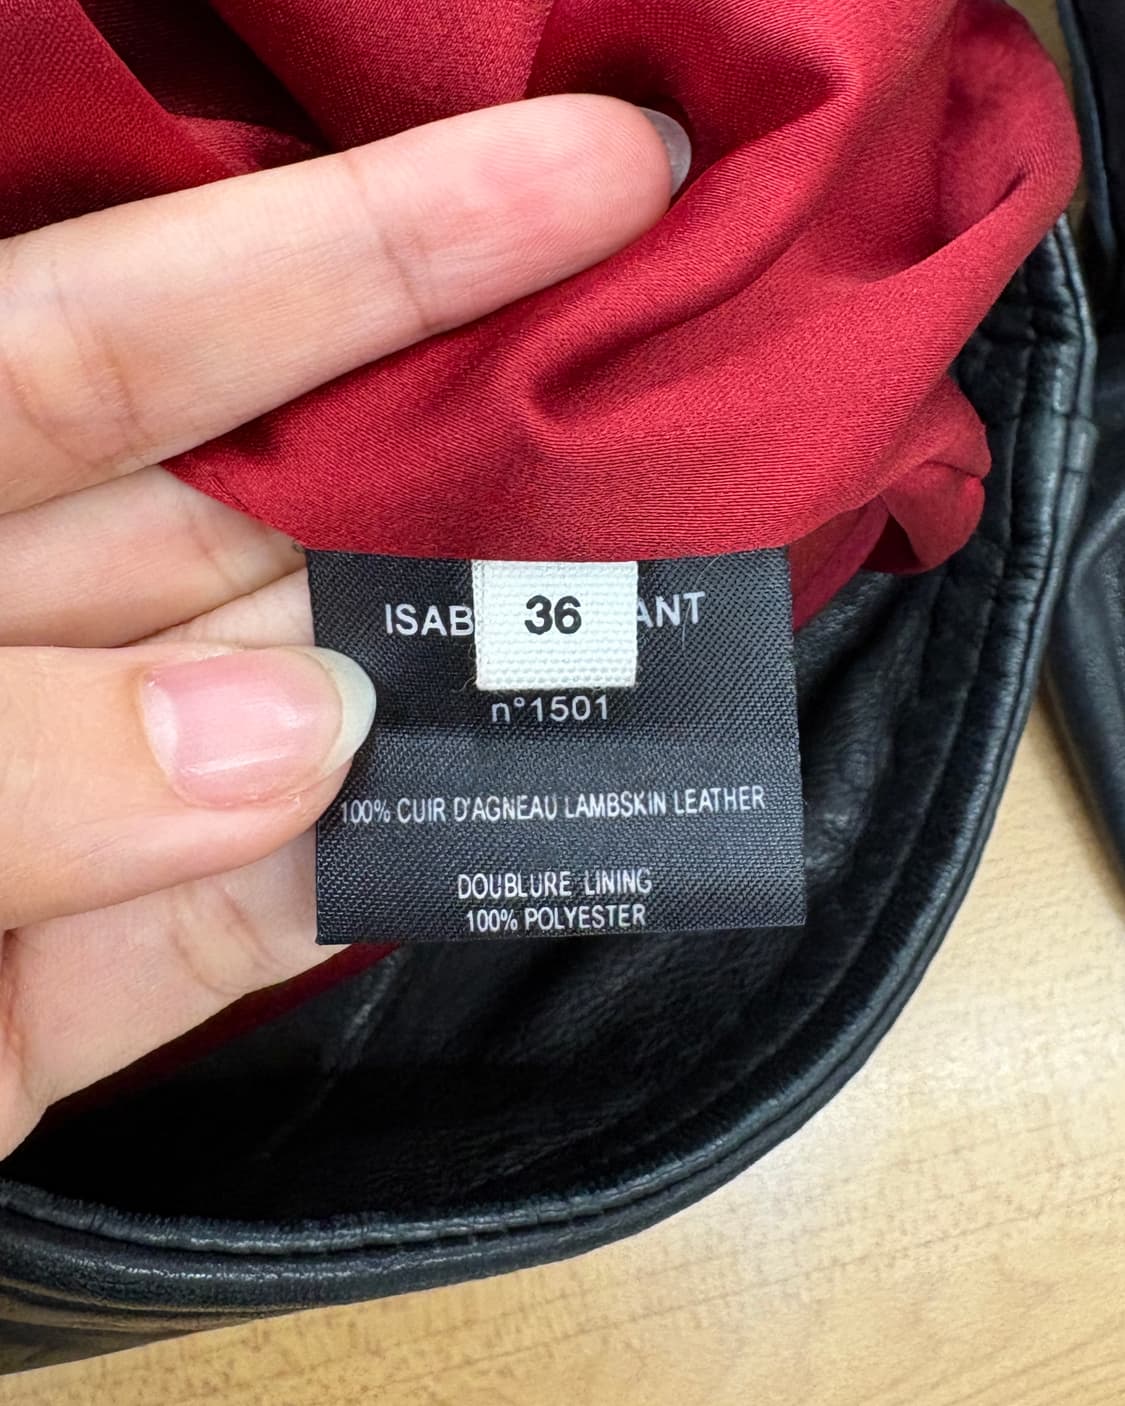 ISAB 36 ANT
n°1501
100% CUIR D'AGNEAU LAMBSKIN LEATHER
DOUBLURE LINING
100% POLYESTER